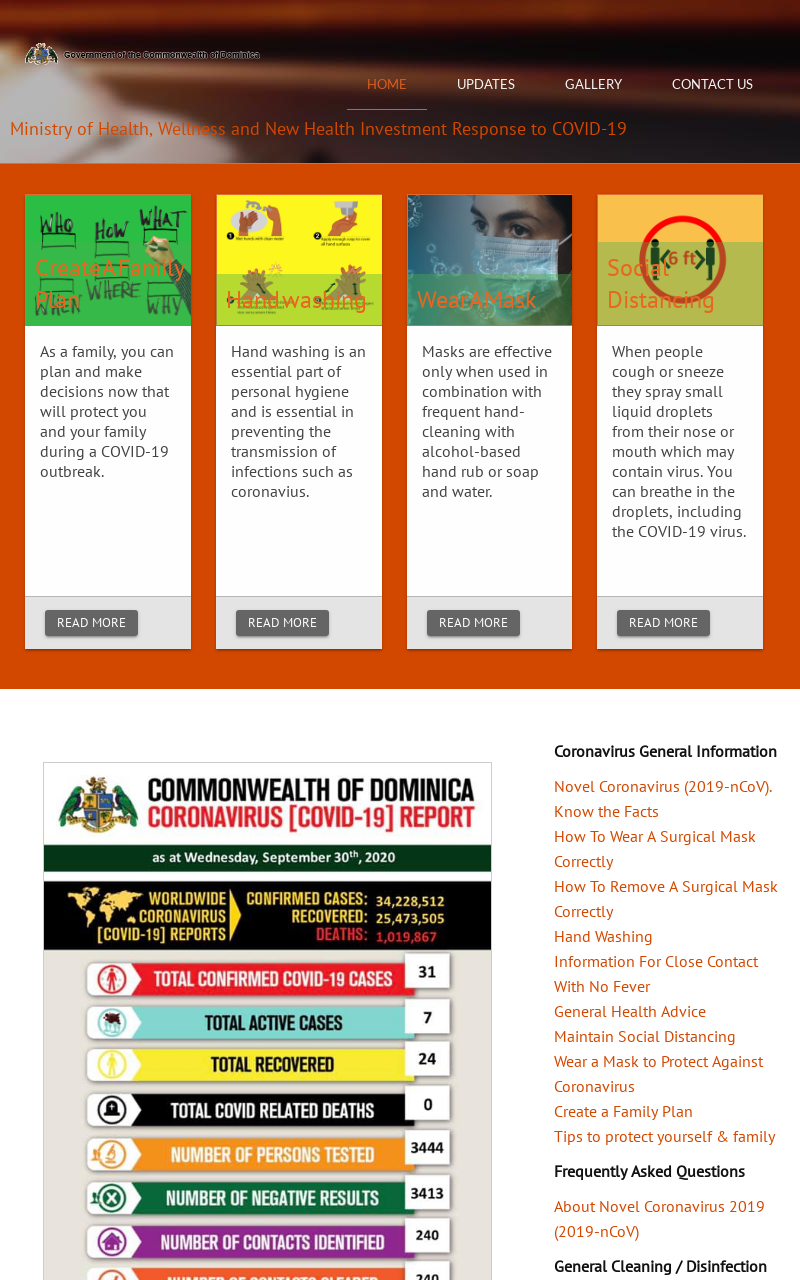 Government of the Commonwealth of Dominica
HOME
UPDATES
GALLERY
CONTACT US
Ministry of Health, Wellness and New Health Investment Response to COVID-19
WHO HOW WHAT
WHEN WHERE WHY
CreateAFamily
Plan
As a family, you can
plan and make
decisions now that
will protect you
and your family
during a COVID-19
outbreak.
READ MORE
1
2
Handwashing
Hand washing is an
essential part of
personal hygiene
and is essential in
preventing the
transmission of
infections such as
coronavius.
READ MORE
WearAMask
Masks are effective
only when used in
combination with
frequent hand-
cleaning with
alcohol-based
hand rub or soap
and water.
READ MORE
6 ft
Social
Distancing
When people
cough or sneeze
they spray small
liquid droplets
from their nose or
mouth which may
contain virus. You
can breathe in the
droplets, including
the COVID-19 virus.
READ MORE
COMMONWEALTH OF DOMINICA
CORONAVIRUS [COVID-19] REPORT
as at Wednesday, September 30th, 2020
WORLDWIDE
CORONAVIRUS
[COVID-19] REPORTS
CONFIRMED CASES: 34,228,512
RECOVERED: 25,473,505
DEATHS: 1,019,867
TOTAL CONFIRMED COVID-19 CASES 31
TOTAL ACTIVE CASES 7
TOTAL RECOVERED 24
TOTAL COVID RELATED DEATHS 0
NUMBER OF PERSONS TESTED 3444
NUMBER OF NEGATIVE RESULTS 3413
NUMBER OF CONTACTS IDENTIFIED 240
NUMBER OF CONTACTS CLEARED 240
Coronavirus General Information
Novel Coronavirus (2019-nCoV).
Know the Facts
How To Wear A Surgical Mask
Correctly
How To Remove A Surgical Mask
Correctly
Hand Washing
Information For Close Contact
With No Fever
General Health Advice
Maintain Social Distancing
Wear a Mask to Protect Against
Coronavirus
Create a Family Plan
Tips to protect yourself & family
Frequently Asked Questions
About Novel Coronavirus 2019
(2019-nCoV)
General Cleaning / Disinfection